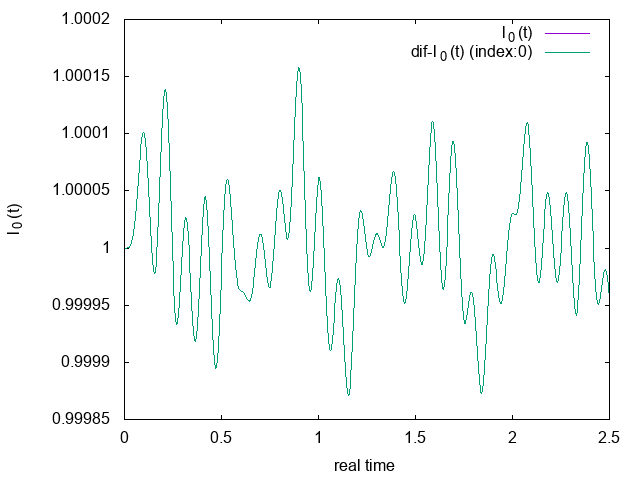 1.0002
1.00015
1.0001
1.00005
1
0.99995
0.9999
0.99985
0 0.5 1 1.5 2 2.5
real time
I0(t)
I0(t)
dif-I0(t) (index:0)